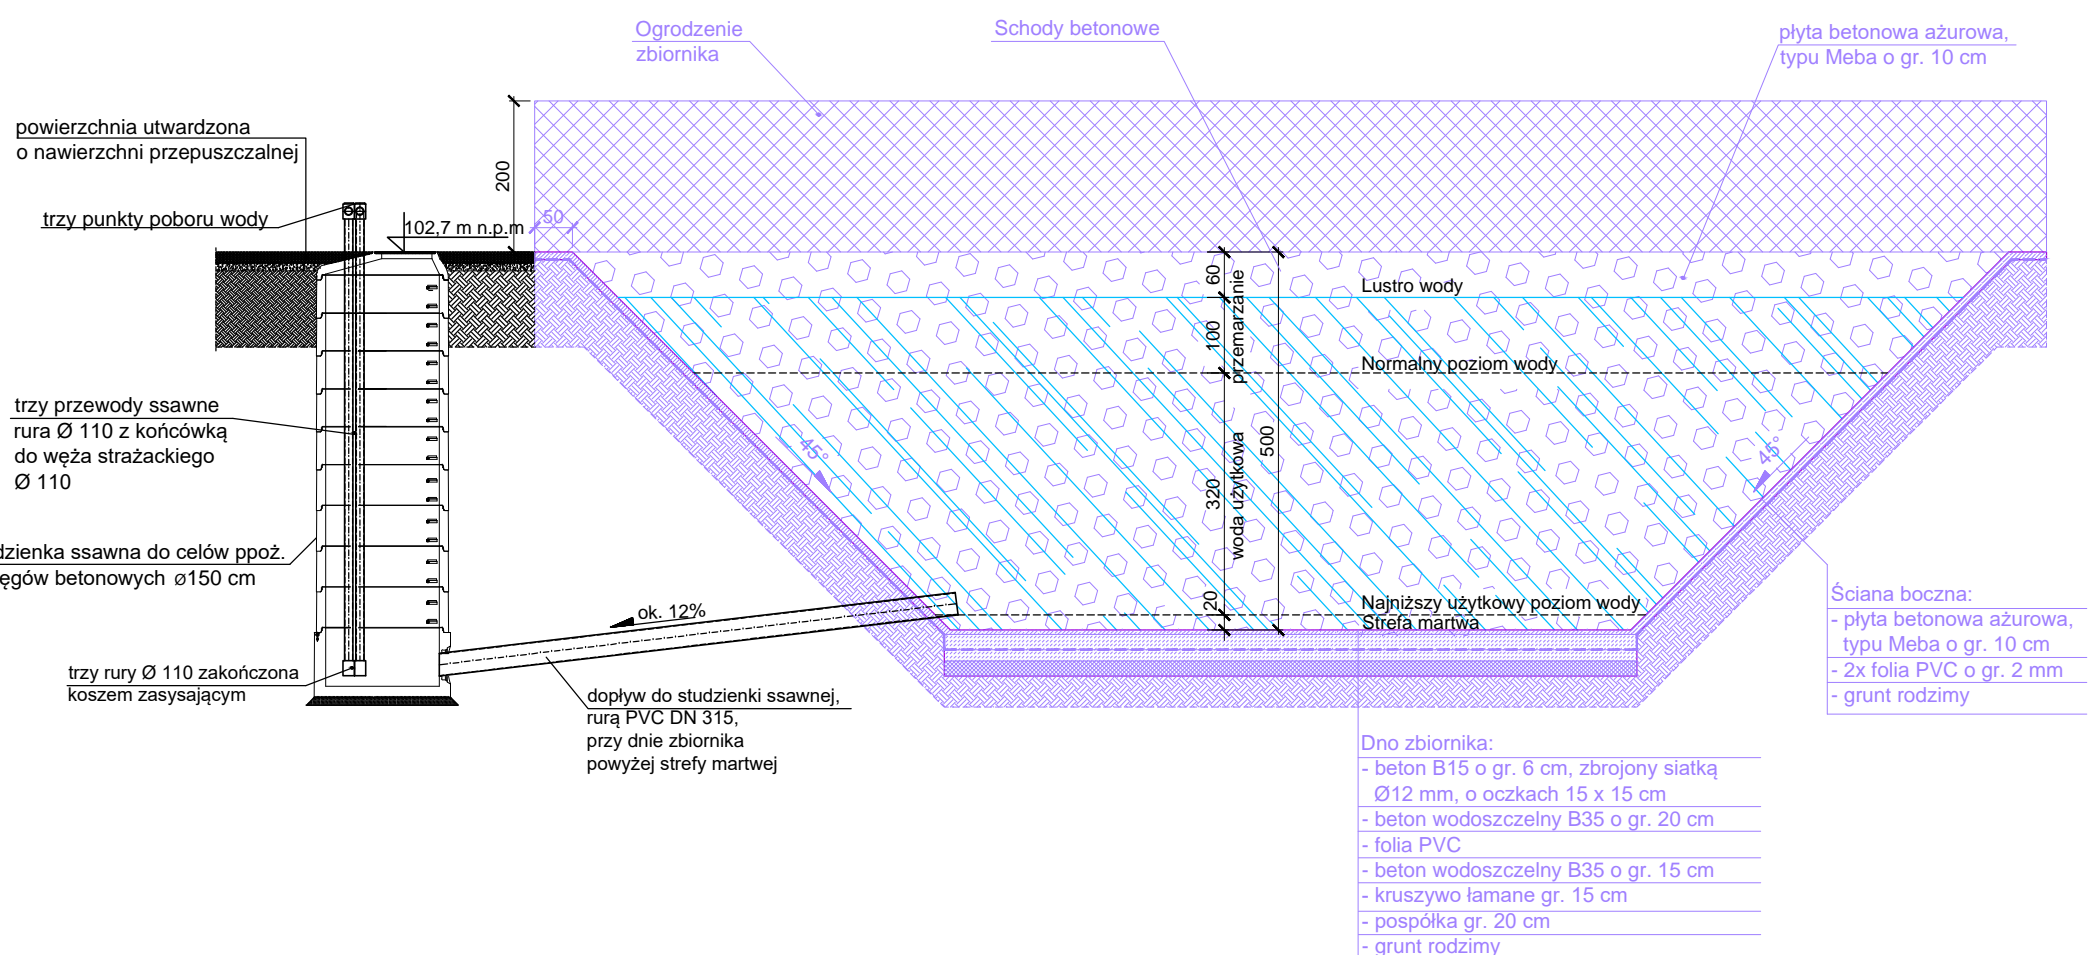 Ogrodzenie
zbiornika
Schody betonowe
płyta betonowa ażurowa,
typu Meba o gr. 10 cm
powierzchnia utwardzona
o nawierzchni przepuszczalnej
200
50
trzy punkty poboru wody
102,7 m n.p.m
60
przemarzanie
100
Lustro wody
Normalny poziom wody
500
320
woda użytkowa
20
45°
45°
trzy przewody ssawne
rura Ø 110 z końcówką
do węża strażackiego
Ø 110
dzienka ssawna do celów ppoż.
ęgów betonowych ø150 cm
ok. 12%
Najniższy użytkowy poziom wody
Strefa martwa
trzy rury Ø 110 zakończona
koszem zasysającym
dopływ do studzienki ssawnej,
rurą PVC DN 315,
przy dnie zbiornika
powyżej strefy martwej
Ściana boczna:
- płyta betonowa ażurowa,
typu Meba o gr. 10 cm
- 2x folia PVC o gr. 2 mm
- grunt rodzimy
Dno zbiornika:
- beton B15 o gr. 6 cm, zbrojony siatką
Ø12 mm, o oczkach 15 x 15 cm
- beton wodoszczelny B35 o gr. 20 cm
- folia PVC
- beton wodoszczelny B35 o gr. 15 cm
- kruszywo łamane gr. 15 cm
- pospółka gr. 20 cm
- grunt rodzimy